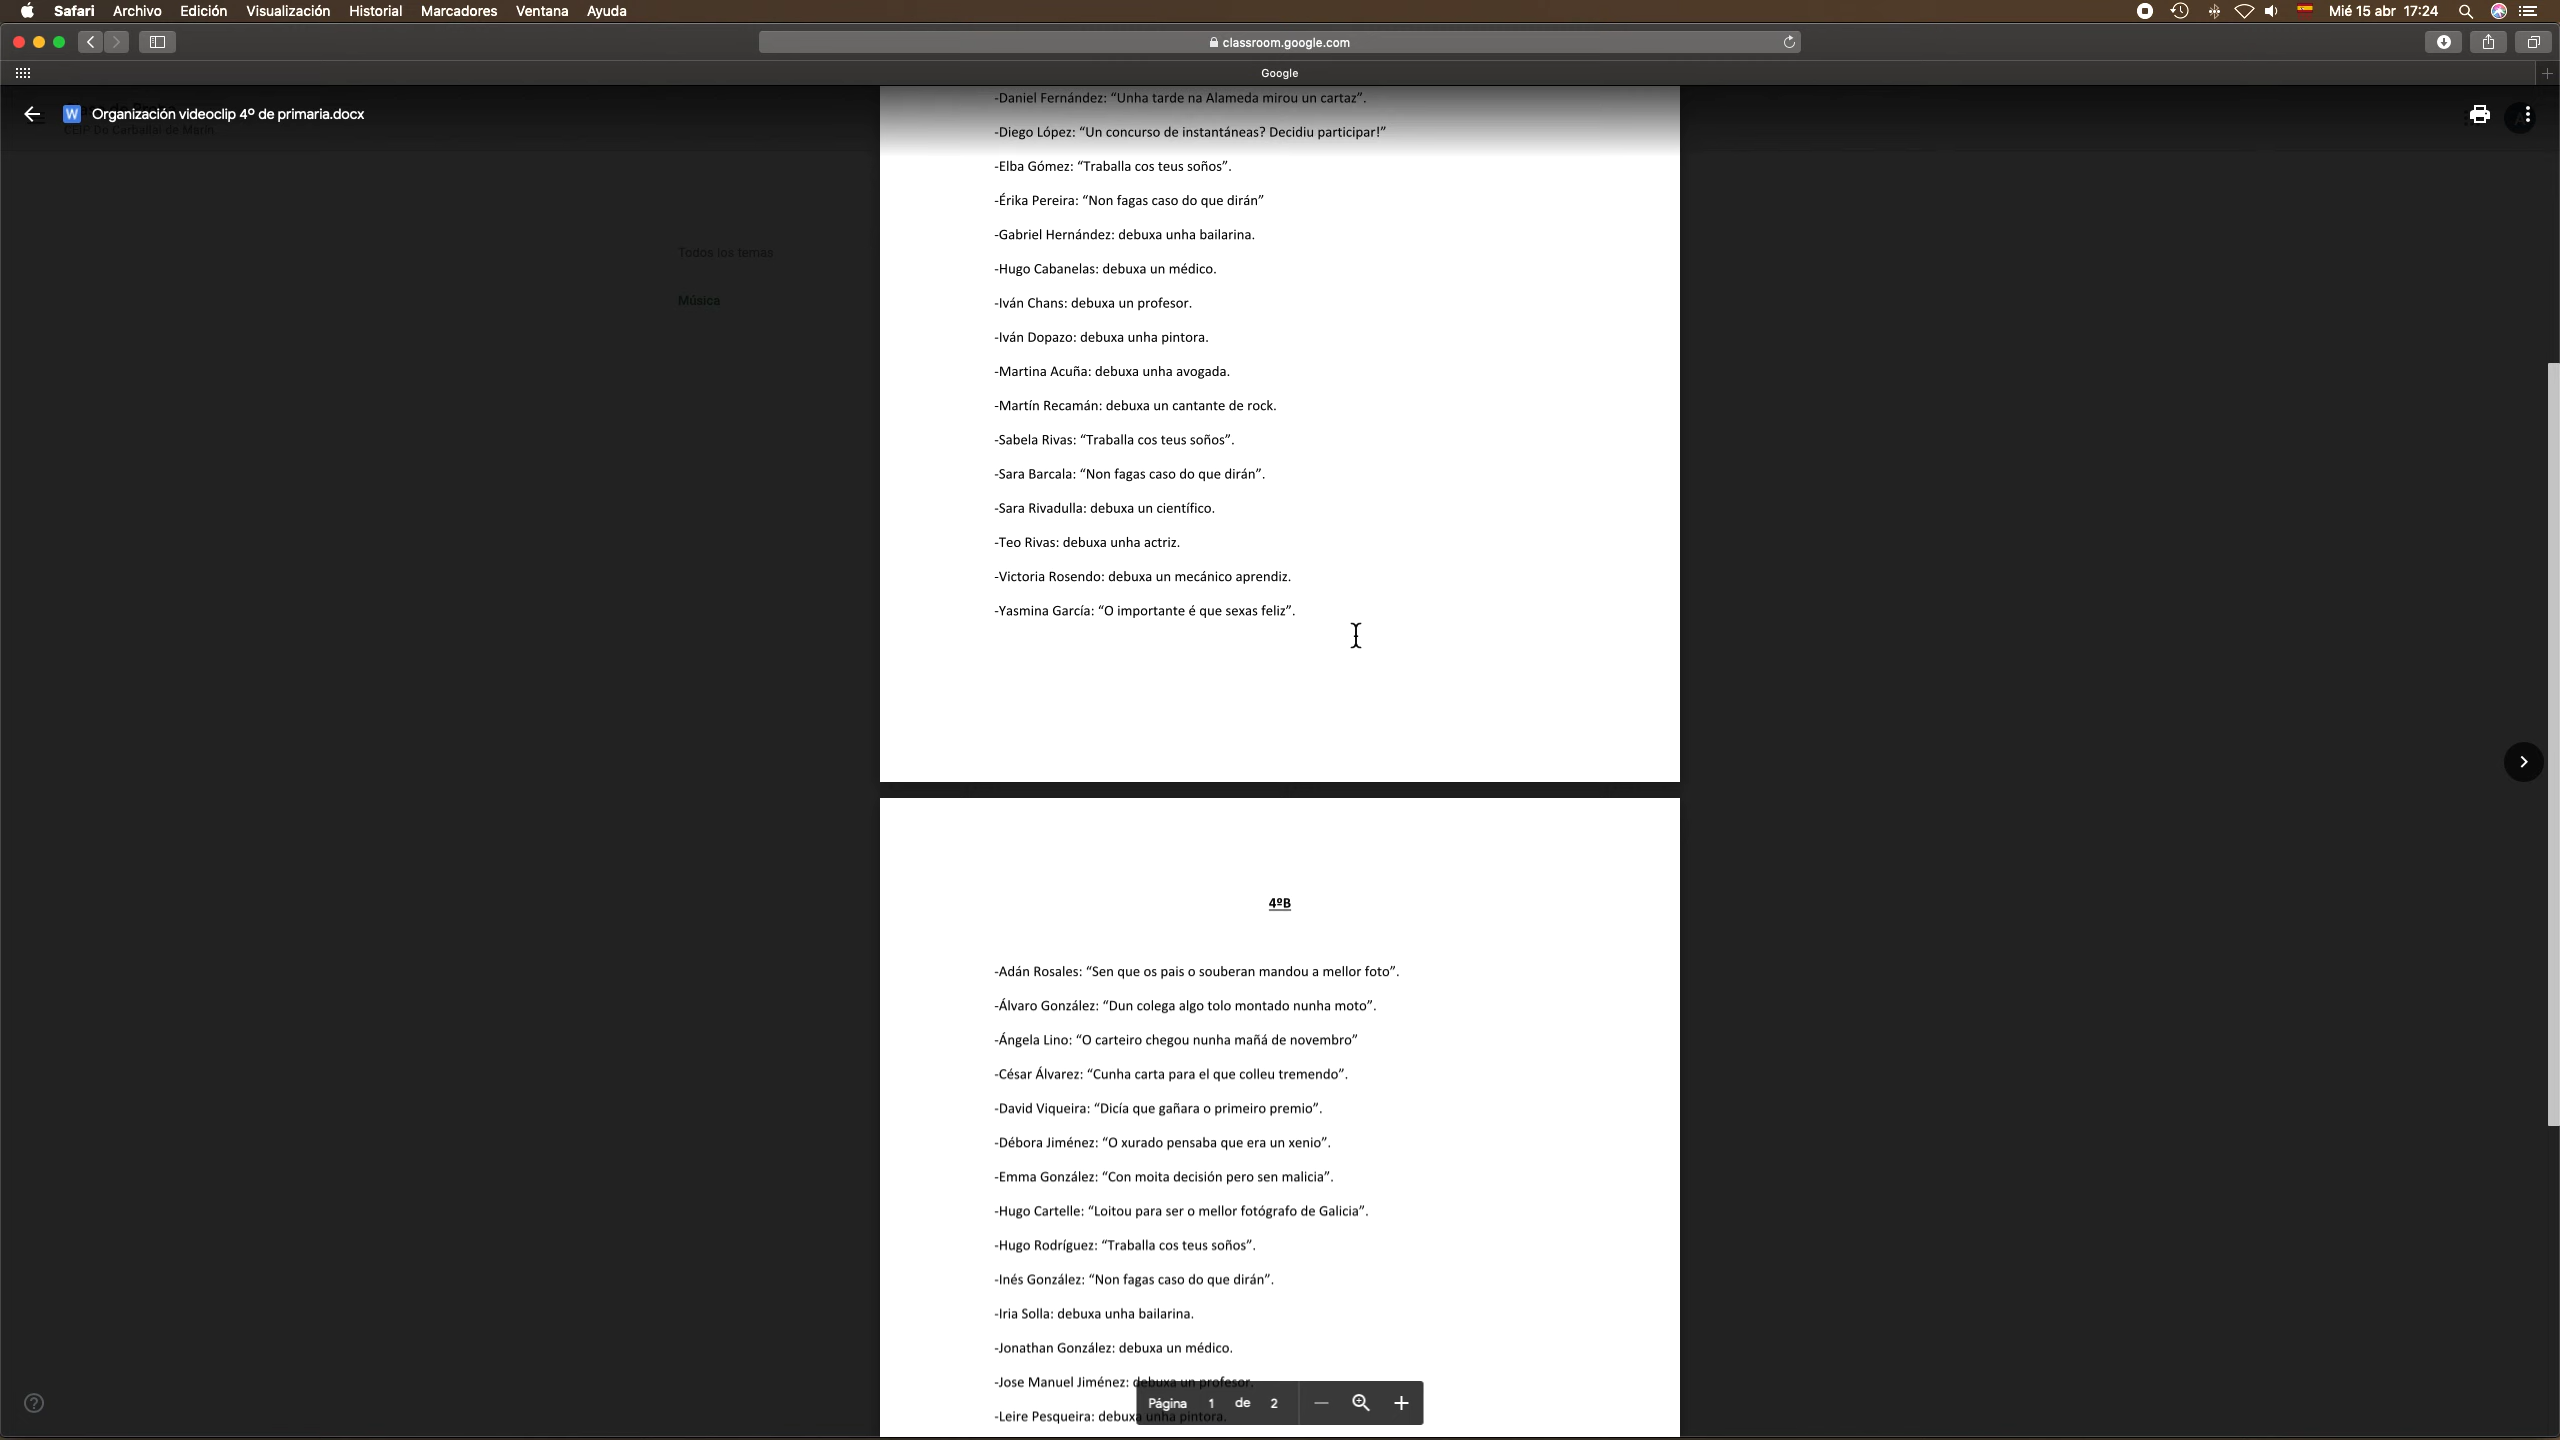 Safari Archivo Edición Visualización Historial Marcadores Ventana Ayuda Mié 15 abr 17:24
classroom.google.com
Google
Organización videoclip 4º de primaria.docx
CEIP Do Carballal de Marín
Todos los temas
Música
-Daniel Fernández: “Unha tarde na Alameda mirou un cartaz”.
-Diego López: “Un concurso de instantáneas? Decidiu participar!”
-Elba Gómez: “Traballa cos teus soños”.
-Érika Pereira: “Non fagas caso do que dirán”
-Gabriel Hernández: debuxa unha bailarina.
-Hugo Cabanelas: debuxa un médico.
-Iván Chans: debuxa un profesor.
-Iván Dopazo: debuxa unha pintora.
-Martina Acuña: debuxa unha avogada.
-Martín Recamán: debuxa un cantante de rock.
-Sabela Rivas: “Traballa cos teus soños”.
-Sara Barcala: “Non fagas caso do que dirán”.
-Sara Rivadulla: debuxa un científico.
-Teo Rivas: debuxa unha actriz.
-Victoria Rosendo: debuxa un mecánico aprendiz.
-Yasmina García: “O importante é que sexas feliz”.
4ºB
-Adán Rosales: “Sen que os pais o souberan mandou a mellor foto”.
-Álvaro González: “Dun colega algo tolo montado nunha moto”.
-Ángela Lino: “O carteiro chegou nunha mañá de novembro”
-César Álvarez: “Cunha carta para el que colleu tremendo”.
-David Viqueira: “Dicía que gañara o primeiro premio”.
-Débora Jiménez: “O xurado pensaba que era un xenio”.
-Emma González: “Con moita decisión pero sen malicia”.
-Hugo Cartelle: “Loitou para ser o mellor fotógrafo de Galicia”.
-Hugo Rodríguez: “Traballa cos teus soños”.
-Inés González: “Non fagas caso do que dirán”.
-Iria Solla: debuxa unha bailarina.
-Jonathan González: debuxa un médico.
-Jose Manuel Jiménez: debuxa un profesor.
-Leire Pesqueira: debuxa unha pintora.
Página 1 de 2